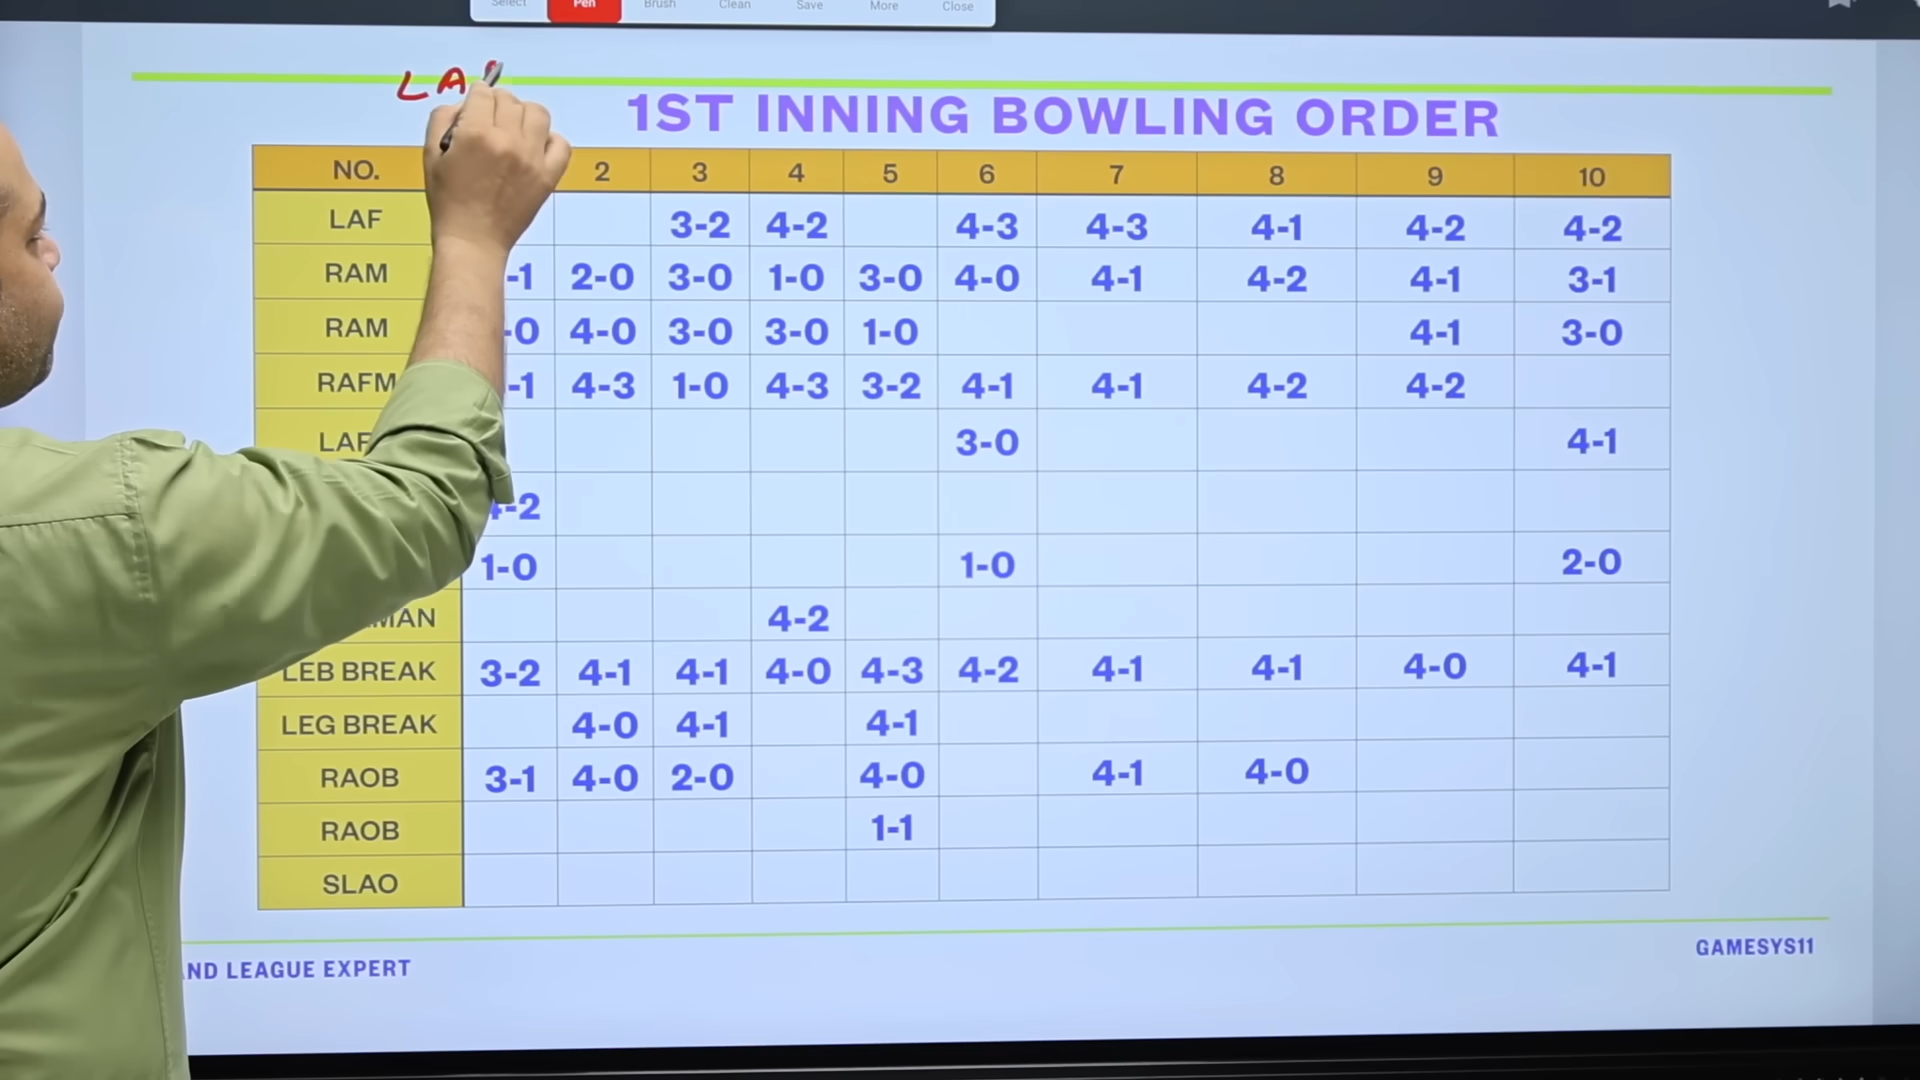 Select Pen Brush Clean Save More Close
LA
1ST INNING BOWLING ORDER
NO. 2 3 4 5 6 7 8 9 10
LAF 3-2 4-2 4-3 4-3 4-1 4-2 4-2
RAM -1 2-0 3-0 1-0 3-0 4-0 4-1 4-2 4-1 3-1
RAM -0 4-0 3-0 3-0 1-0 4-1 3-0
RAFM -1 4-3 1-0 4-3 3-2 4-1 4-1 4-2 4-2
LAF 3-0 4-1
4-2
1-0 1-0 2-0
4-2
LEB BREAK 3-2 4-1 4-1 4-0 4-3 4-2 4-1 4-1 4-0 4-1
LEG BREAK 4-0 4-1 4-1
RAOB 3-1 4-0 2-0 4-0 4-1 4-0
RAOB 1-1
SLAO
LEAGUE EXPERT
GAMESYS11